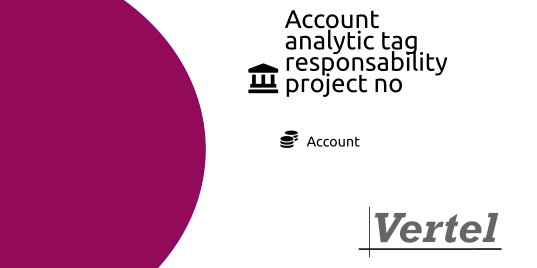 Account
analytic tag
responsability
project no
Account
Vertel